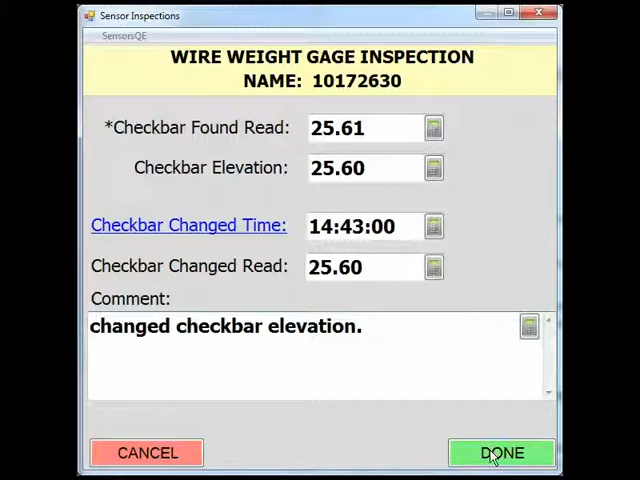 Sensor Inspections
SensorsQE
WIRE WEIGHT GAGE INSPECTION
NAME: 10172630
*Checkbar Found Read: 25.61
Checkbar Elevation: 25.60
Checkbar Changed Time: 14:43:00
Checkbar Changed Read: 25.60
Comment:
changed checkbar elevation.
CANCEL DONE